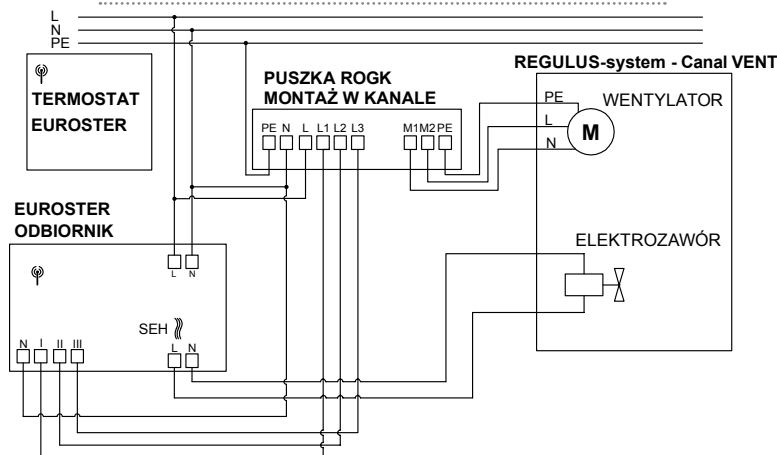 L
N
PE
REGULUS-system - Canal VENT
TERMOSTAT
EUROSTER
PUSZKA ROGK
MONTAŻ W KANALE
PE N L L1 L2 L3 M1 M2 PE
PE
WENTYLATOR
L
M
N
EUROSTER
ODBIORNIK
ELEKTROZAWÓR
L N
SEH
N I II III L N